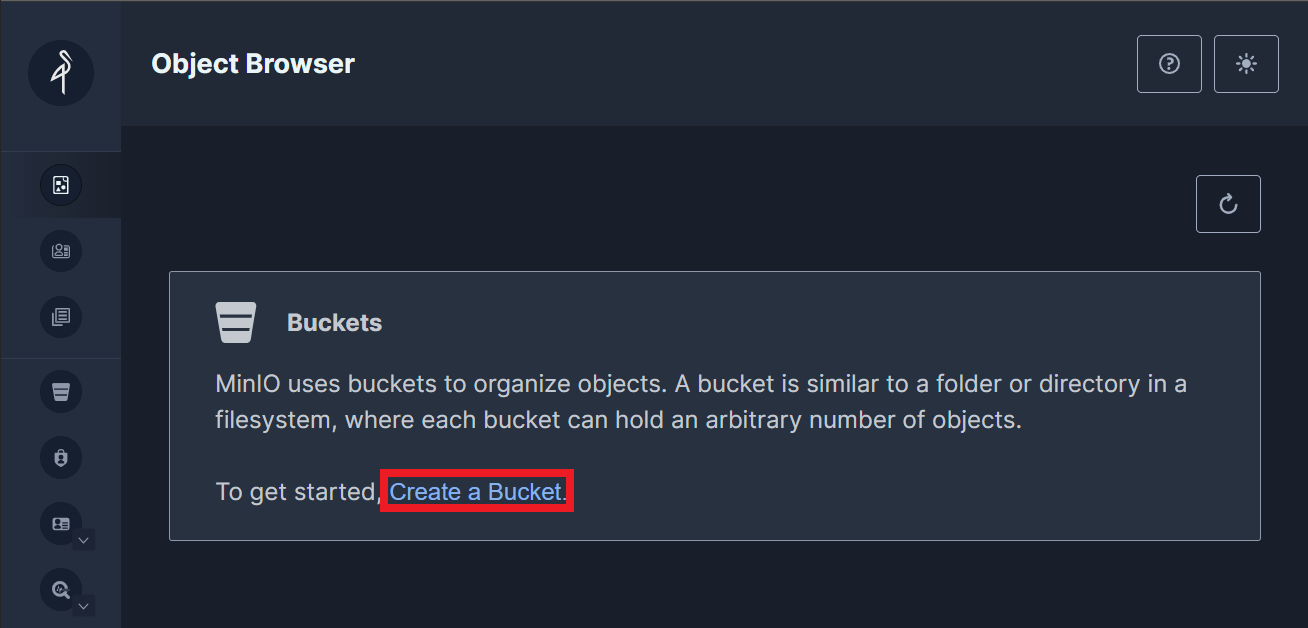 Object Browser
Buckets
MinIO uses buckets to organize objects. A bucket is similar to a folder or directory in a
filesystem, where each bucket can hold an arbitrary number of objects.
To get started, Create a Bucket.